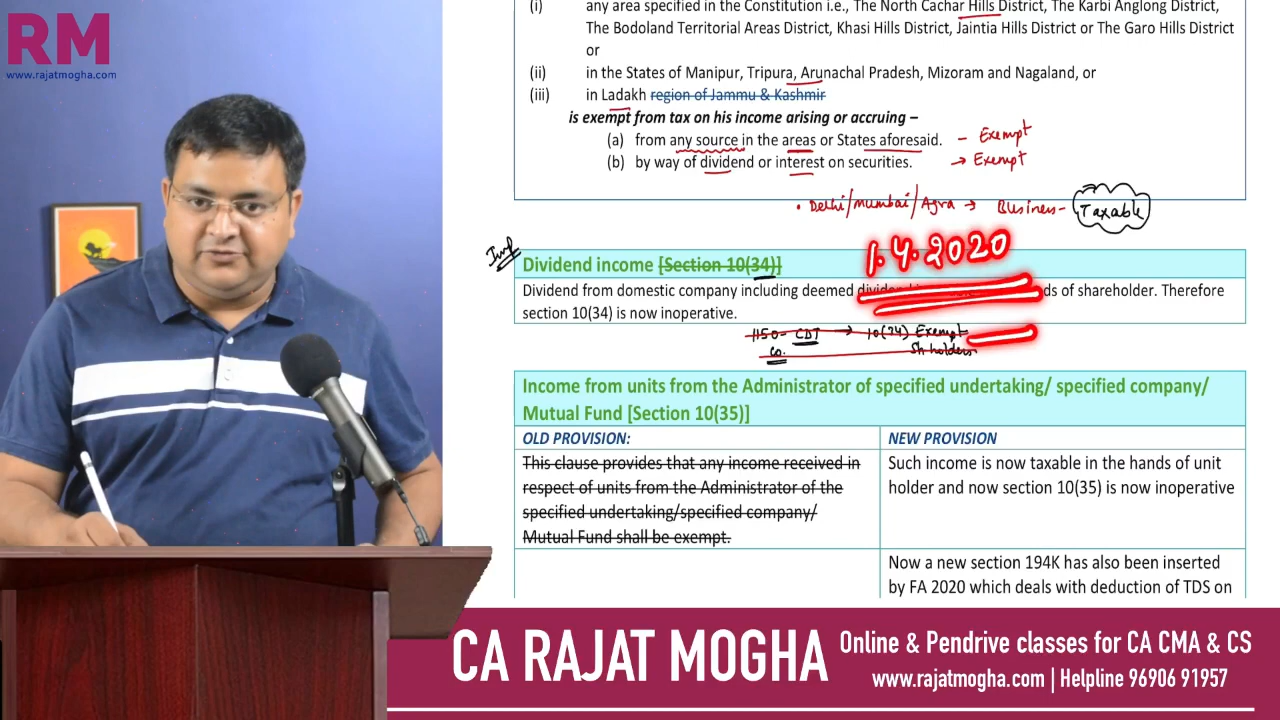 RM
www.rajatmogha.com
(i) any area specified in the Constitution i.e., The North Cachar Hills District, The Karbi Anglong District,
The Bodoland Territorial Areas District, Khasi Hills District, Jaintia Hills District or The Garo Hills District
or
(ii) in the States of Manipur, Tripura, Arunachal Pradesh, Mizoram and Nagaland, or
(iii) in Ladakh region of Jammu & Kashmir
is exempt from tax on his income arising or accruing –
(a) from any source in the areas or States aforesaid. – Exempt
(b) by way of dividend or interest on securities. → Exempt
• Delhi/Mumbai/Agra → Business – Taxable
Imp
1.4.2020
Dividend income [Section 10(34)]
Dividend from domestic company including deemed ds of shareholder. Therefore
section 10(34) is now inoperative.
115O – CDT → 10(34) Exempt
co. Shholders
Income from units from the Administrator of specified undertaking/ specified company/
Mutual Fund [Section 10(35)]
OLD PROVISION: NEW PROVISION
This clause provides that any income received in
respect of units from the Administrator of the
specified undertaking/specified company/
Mutual Fund shall be exempt.
Such income is now taxable in the hands of unit
holder and now section 10(35) is now inoperative
Now a new section 194K has also been inserted
by FA 2020 which deals with deduction of TDS on
CA RAJAT MOGHA
Online & Pendrive classes for CA CMA & CS
www.rajatmogha.com | Helpline 96906 91957